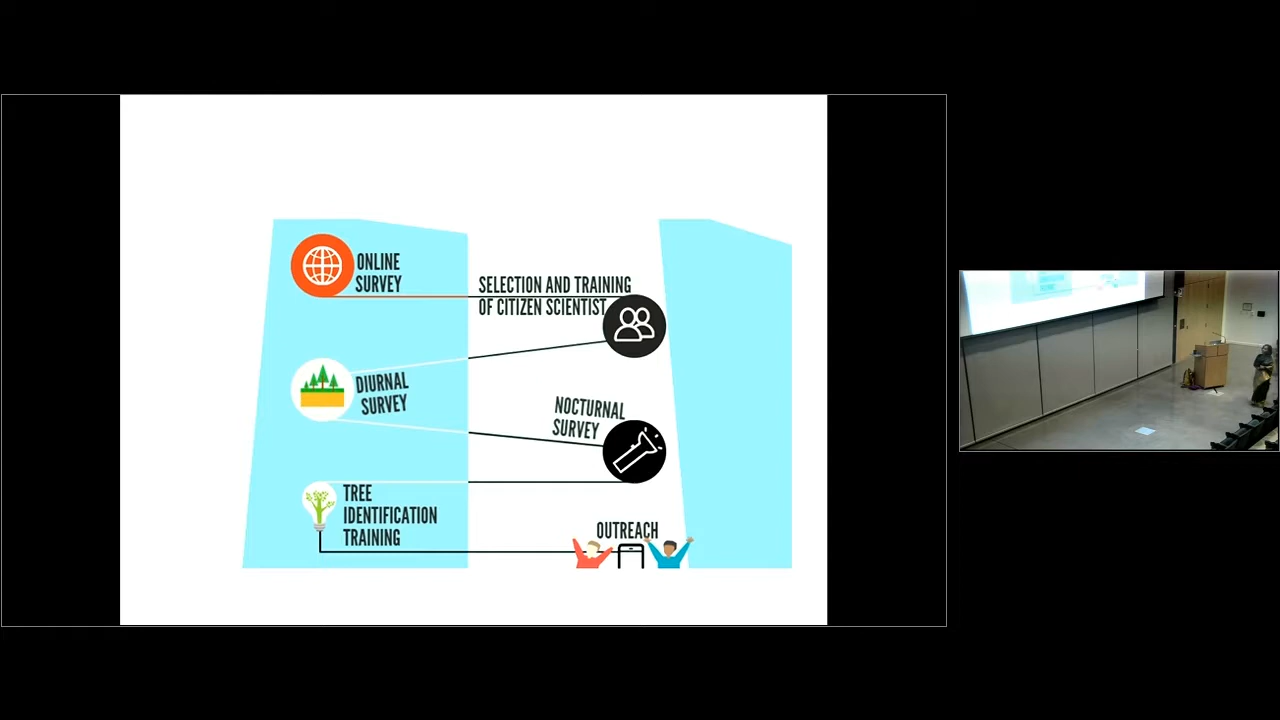 ONLINE
SURVEY
SELECTION AND TRAINING
OF CITIZEN SCIENTIST
DIURNAL
SURVEY
NOCTURNAL
SURVEY
TREE
IDENTIFICATION
TRAINING
OUTREACH